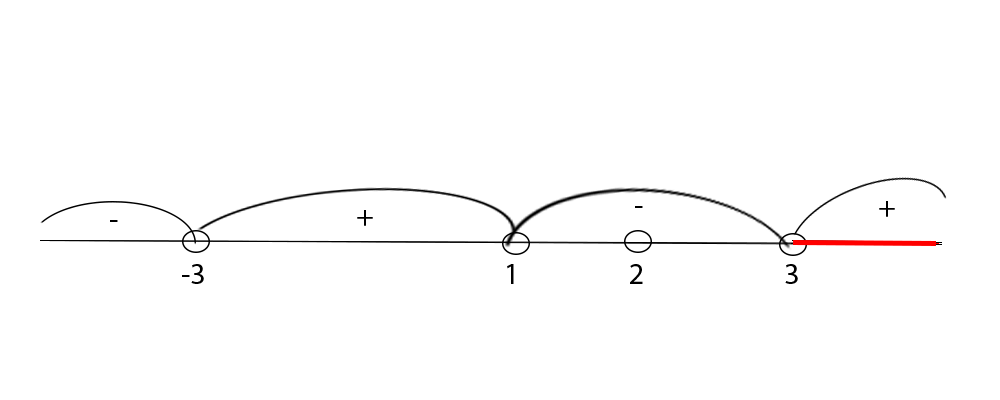 - + - +
-3 1 2 3